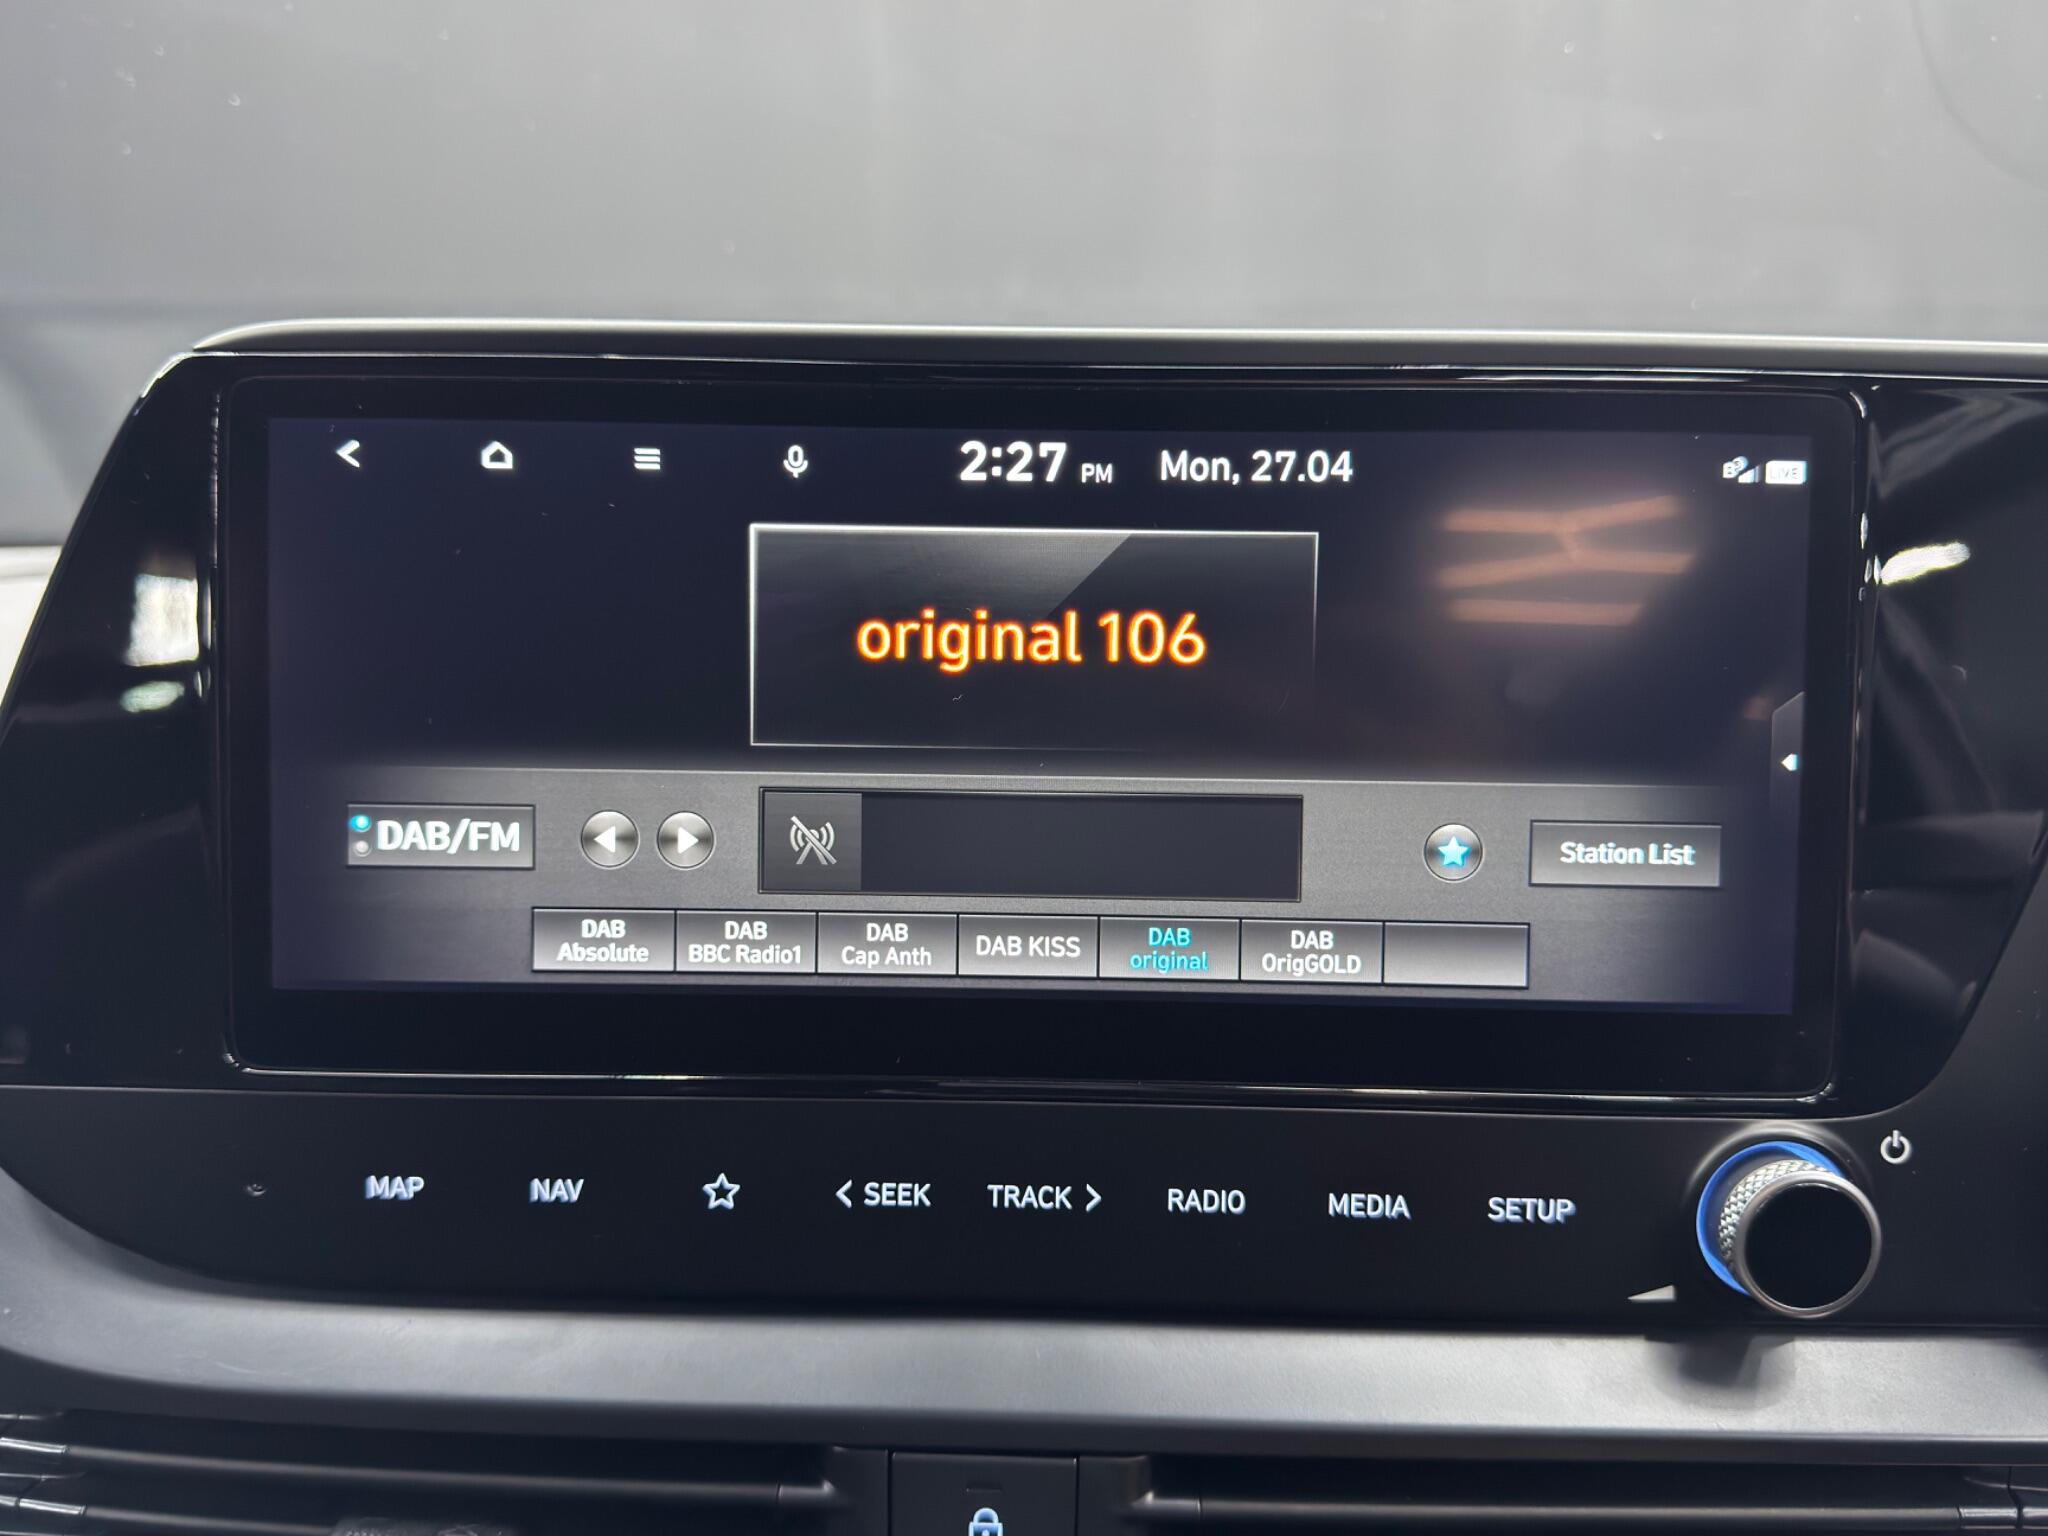 2:27 PM Mon, 27.04
LIVE
original 106
DAB/FM
Station List
DAB
Absolute
DAB
BBC Radio1
DAB
Cap Anth
DAB KISS
DAB
original
DAB
OrigGOLD
MAP
NAV
< SEEK
TRACK >
RADIO
MEDIA
SETUP